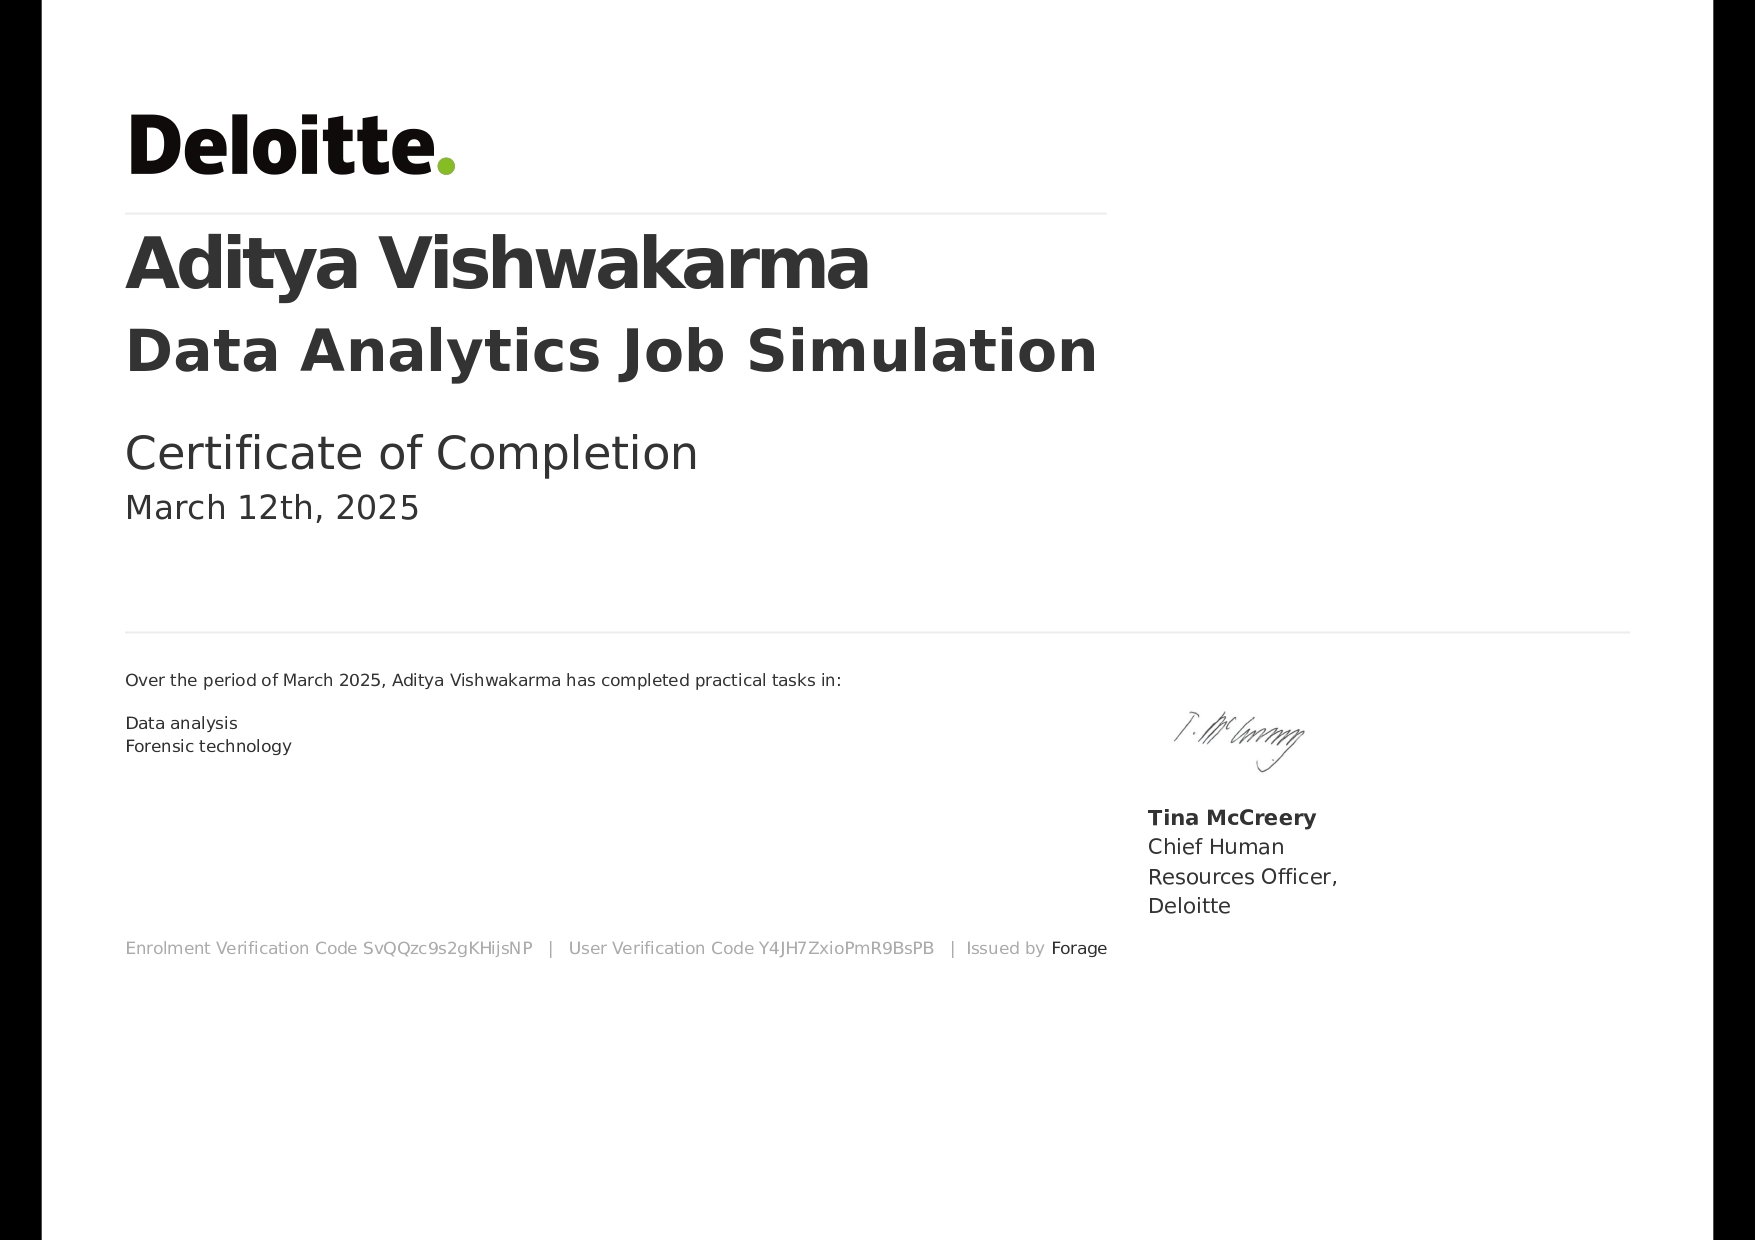 Deloitte.
Aditya Vishwakarma
Data Analytics Job Simulation
Certificate of Completion
March 12th, 2025
Over the period of March 2025, Aditya Vishwakarma has completed practical tasks in:
Data analysis
Forensic technology
T. McCreery
Tina McCreery
Chief Human
Resources Officer,
Deloitte
Enrolment Verification Code SvQQzc9s2gKHijsNP | User Verification Code Y4JH7ZxioPmR9BsPB | Issued by Forage